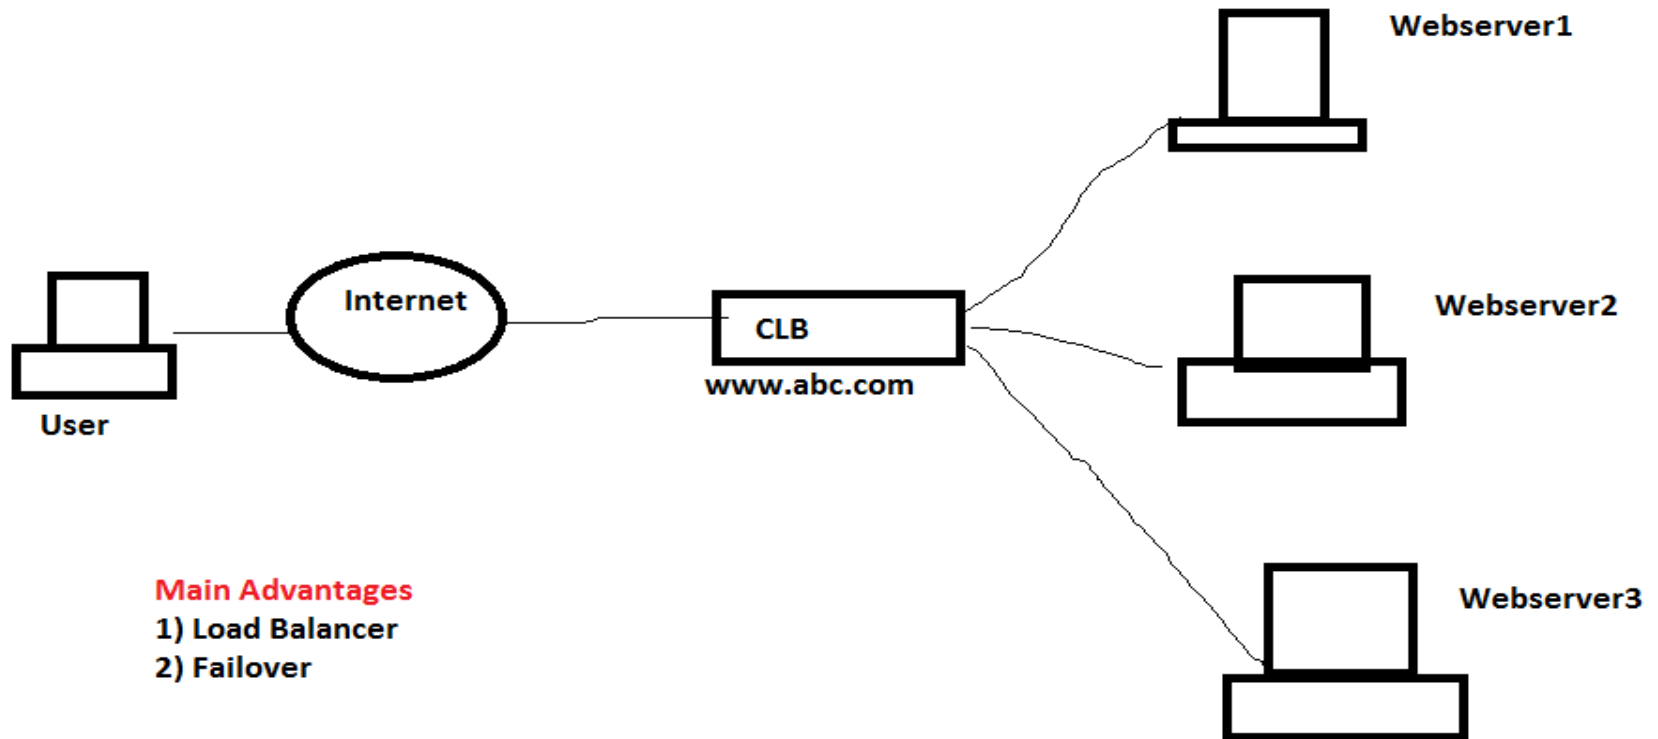 Webserver1
Internet
CLB
www.abc.com
Webserver2
User
Main Advantages
1) Load Balancer
2) Failover
Webserver3